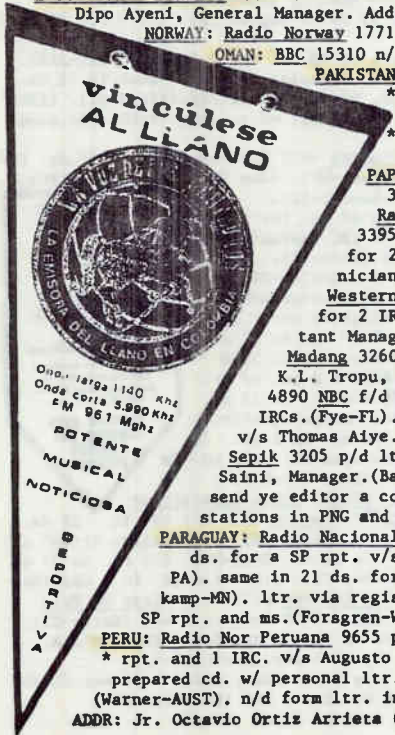 Dipo Ayeni, General Manager. Add
NORWAY: Radio Norway 1771
OMAN: BBC 15310 n/
PAKISTAN
*
*
PAP
3
Ra
3395
for 2
nician
Western
for 2 IR
tant Manag
Madang 3260
K.L. Tropu,
4890 NBC f/d
IRCs.(Fye-FL).
v/s Thomas Aiye.
Sepik 3205 p/d lt
Saini, Manager.(Ba
send ye editor a co
stations in PNG and
PARAGUAY: Radio Nacional
ds. for a SP rpt. v/s
PA). same in 21 ds. for
kamp-MN). ltr. via regis
SP rpt. and ms.(Forsgren-W
PERU: Radio Nor Peruana 9655 p
* rpt. and 1 IRC. v/s Augusto
prepared cd. w/ personal ltr.
(Warner-AUST). n/d form ltr. i
ADDR: Jr. Octavio Ortiz Arrieta
vincúlese
AL LLANO
LA VOZ DEL
LA EMISORA DEL LLANO EN COLOMBIA
Onda larga 1140 Khz
Onda corta 5.990 Khz
FM 961 Mghz
POTENTE
MUSICAL
NOTICIOSA
DEPORTIVA